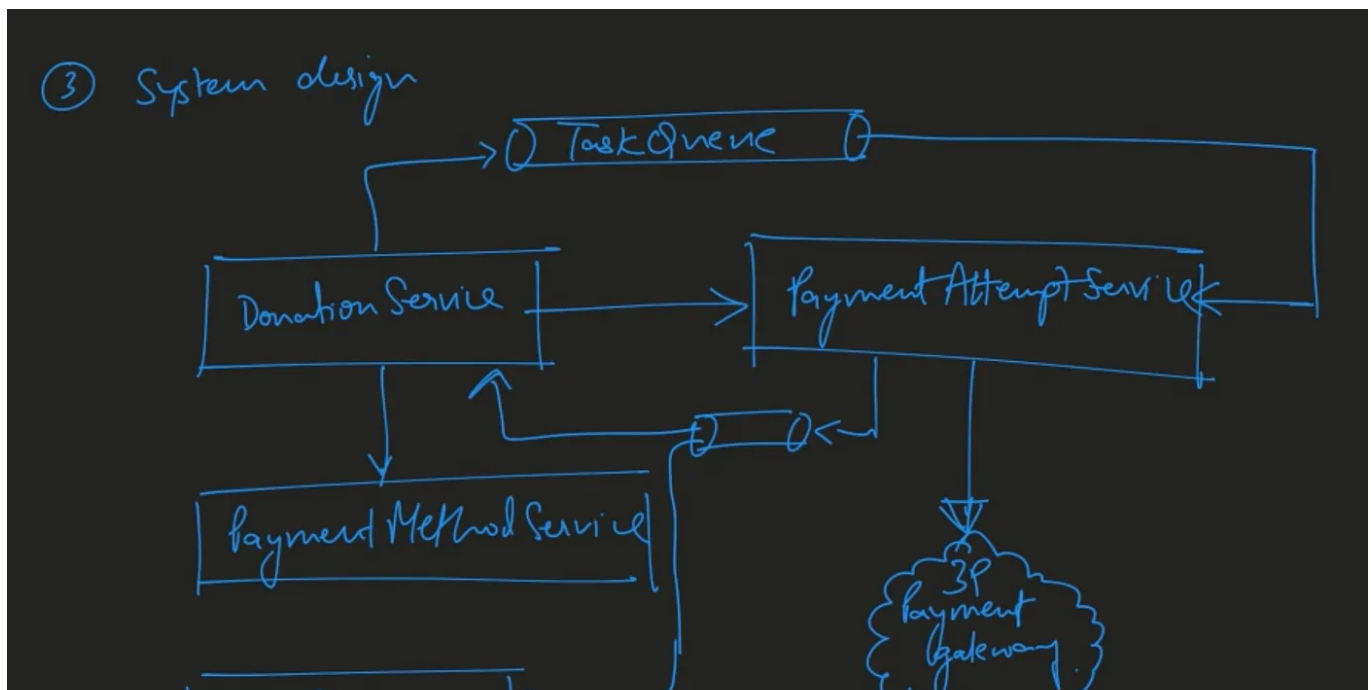 3 System design
TaskQueue
Donation Service
Payment Attempt Service
Payment Method Service
3P
Payment
gateway